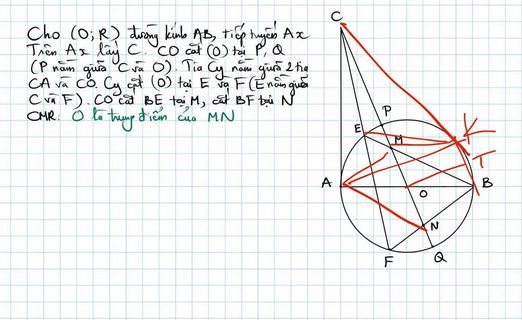 Cho (O; R) đường kính AB, tiếp tuyến Ax
Trên Ax lấy C. CO cắt (O) tại P, Q
(P nằm giữa C và O). Tia Cy nằm giữa 2 tia
CA và CO. Cy cắt (O) tại E và F (E nằm giữa
C và F). CO cắt BE tại M, cắt BF tại N
CMR: O là trung điểm của MN
C
P
E
M
K
T
A
O
B
N
F
Q